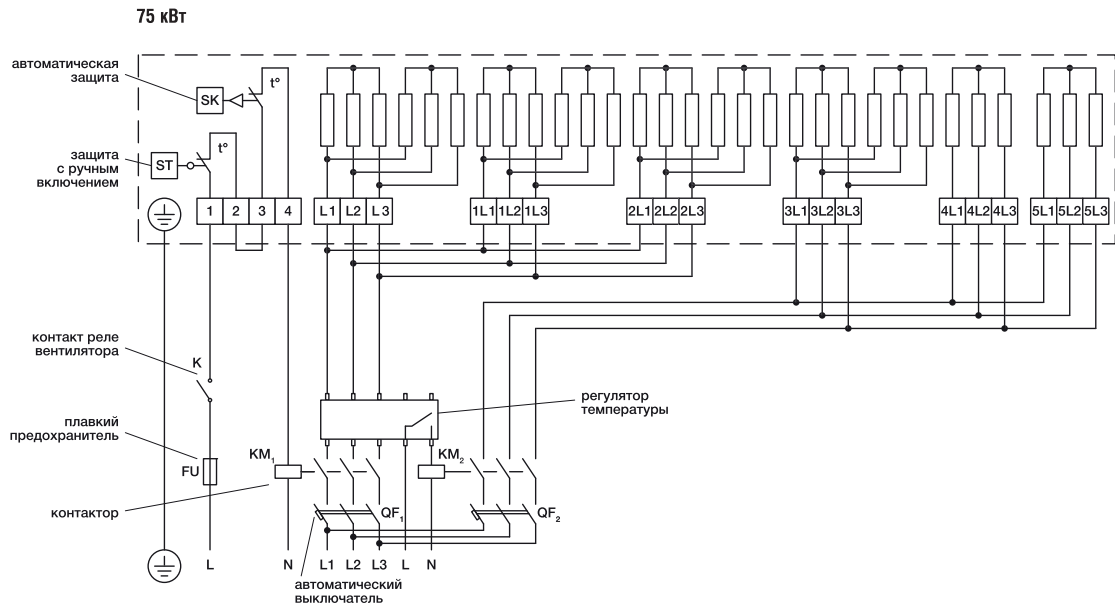 75 кВт
автоматическая
защита
SK
t°
защита
с ручным
включением
ST
t°
1 2 3 4
L1 L2 L3
1L1 1L2 1L3
2L1 2L2 2L3
3L1 3L2 3L3
4L1 4L2 4L3
5L1 5L2 5L3
контакт реле
вентилятора
K
плавкий
предохранитель
FU
контактор
KM1
KM2
регулятор
температуры
QF1
QF2
L N L1 L2 L3 L N
автоматический
выключатель